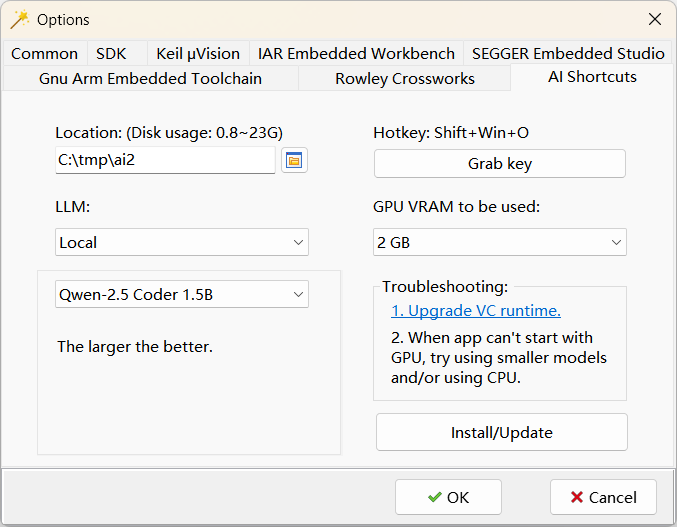 Options
Common SDK Keil µVision IAR Embedded Workbench SEGGER Embedded Studio
Gnu Arm Embedded Toolchain Rowley Crossworks AI Shortcuts
Location: (Disk usage: 0.8~23G)
C:\tmp\ai2
Hotkey: Shift+Win+O
Grab key
LLM:
Local
GPU VRAM to be used:
2 GB
Qwen-2.5 Coder 1.5B
The larger the better.
Troubleshooting:
1. Upgrade VC runtime.
2. When app can't start with
GPU, try using smaller models
and/or using CPU.
Install/Update
OK
Cancel